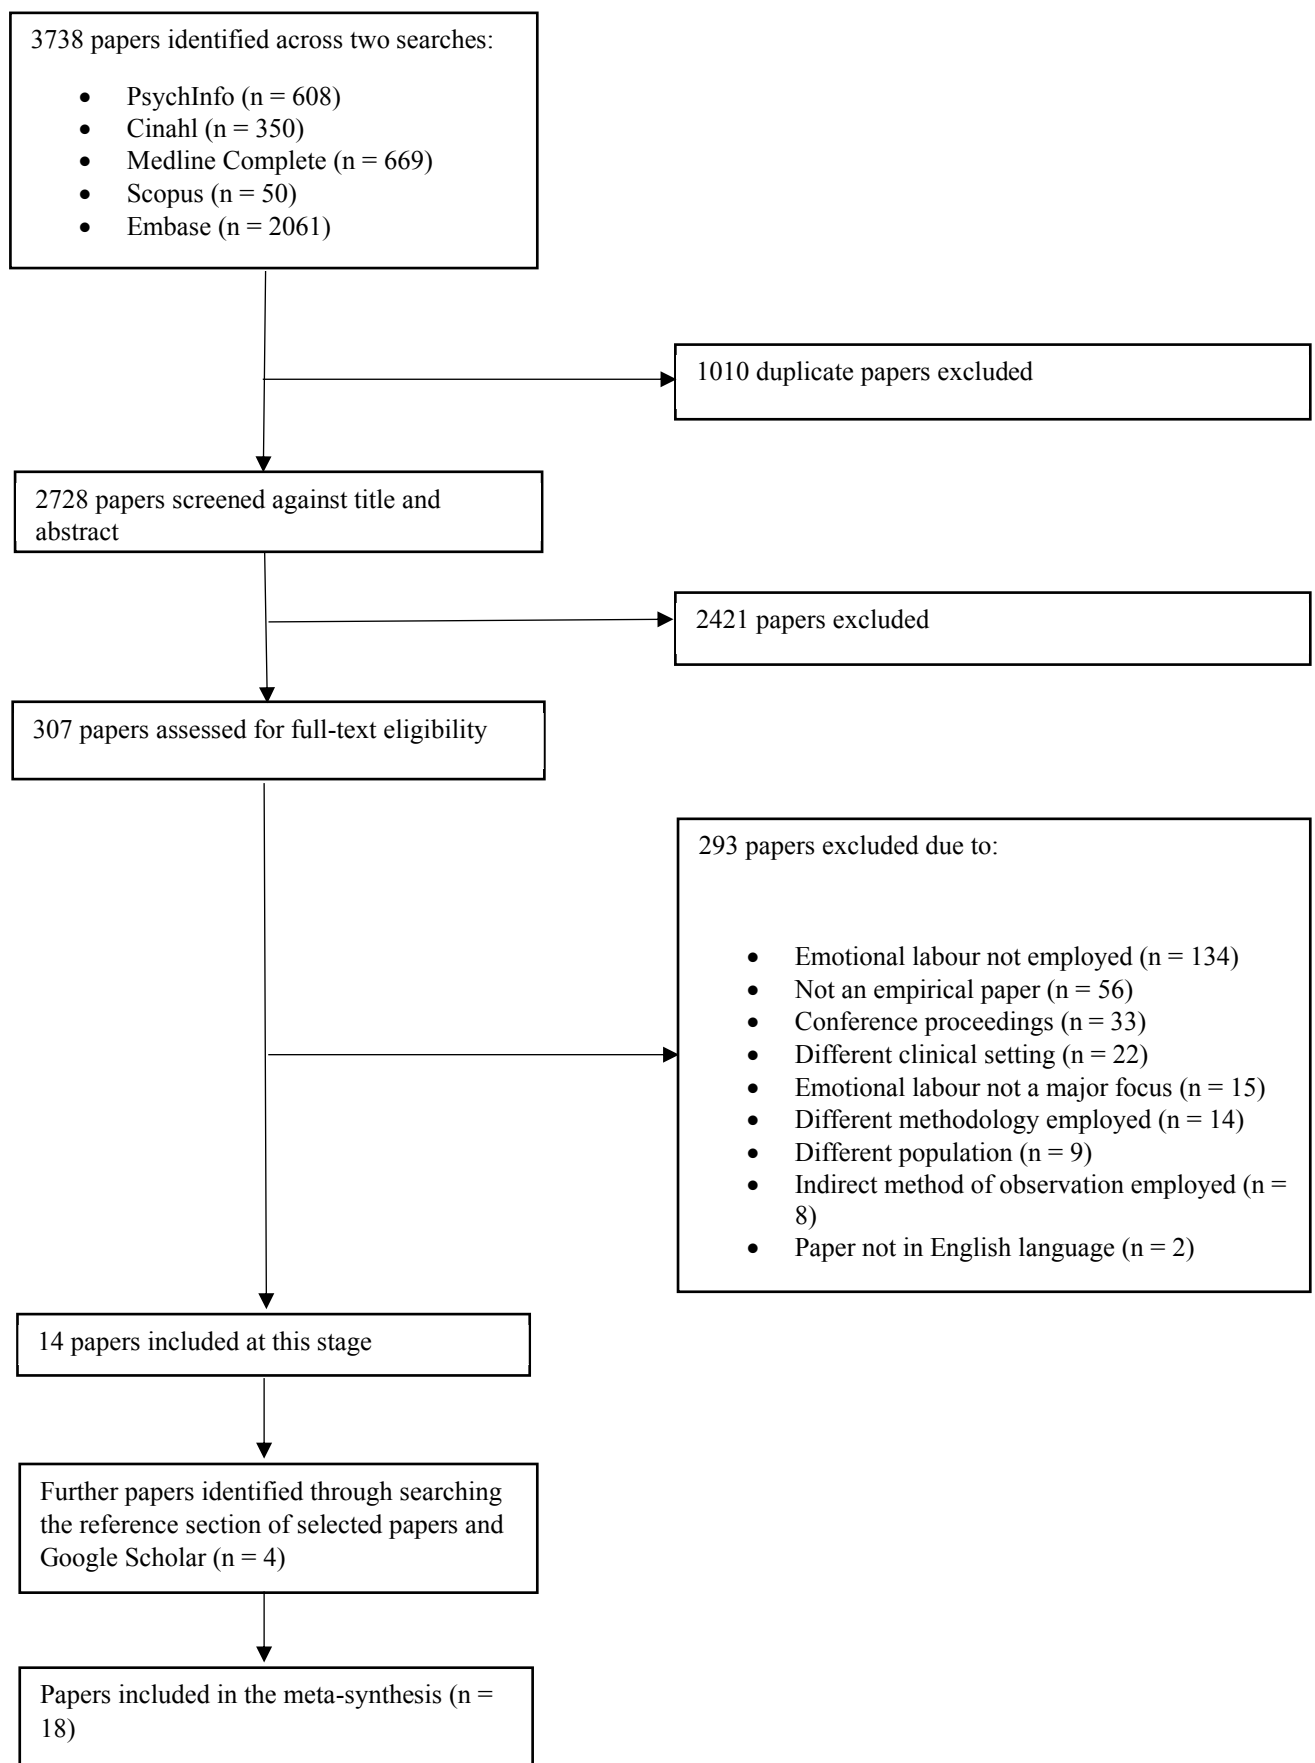 3738 papers identified across two searches:
• PsychInfo (n = 608)
• Cinahl (n = 350)
• Medline Complete (n = 669)
• Scopus (n = 50)
• Embase (n = 2061)
1010 duplicate papers excluded
2728 papers screened against title and
abstract
2421 papers excluded
307 papers assessed for full-text eligibility
293 papers excluded due to:
• Emotional labour not employed (n = 134)
• Not an empirical paper (n = 56)
• Conference proceedings (n = 33)
• Different clinical setting (n = 22)
• Emotional labour not a major focus (n = 15)
• Different methodology employed (n = 14)
• Different population (n = 9)
• Indirect method of observation employed (n =
8)
• Paper not in English language (n = 2)
14 papers included at this stage
Further papers identified through searching
the reference section of selected papers and
Google Scholar (n = 4)
Papers included in the meta-synthesis (n =
18)